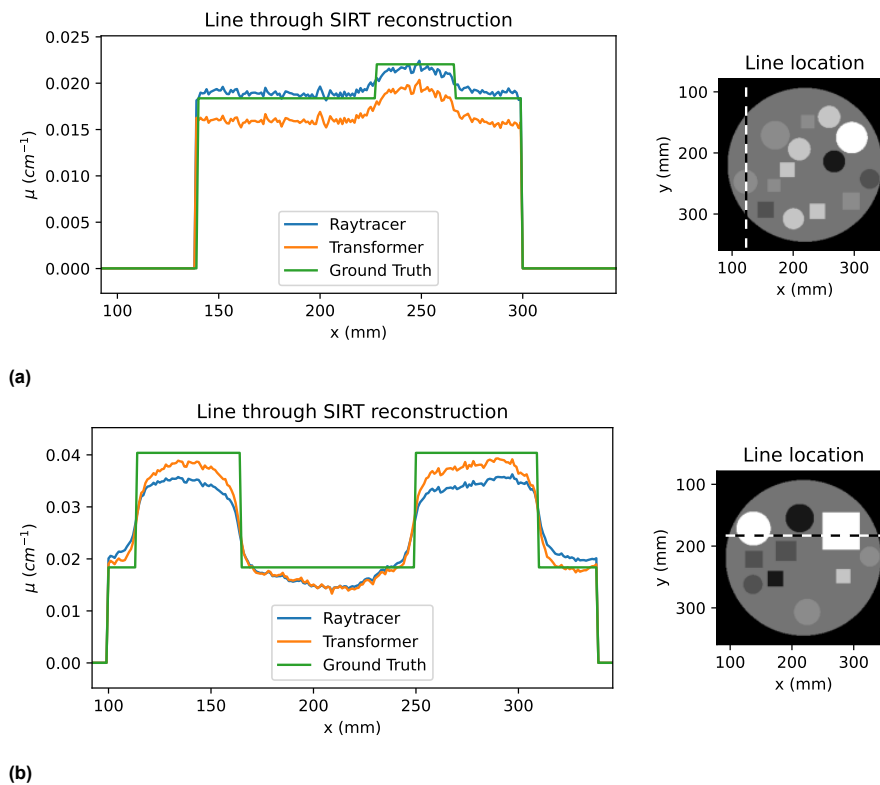 Line through SIRT reconstruction
0.025
0.020
0.015
0.010
0.005
0.000
μ (cm⁻¹)
Raytracer
Transformer
Ground Truth
100 150 200 250 300
x (mm)
Line location
100
200
300
y (mm)
100 200 300
x (mm)
(a)
Line through SIRT reconstruction
0.04
0.03
0.02
0.01
0.00
μ (cm⁻¹)
Raytracer
Transformer
Ground Truth
100 150 200 250 300
x (mm)
Line location
100
200
300
y (mm)
100 200 300
x (mm)
(b)